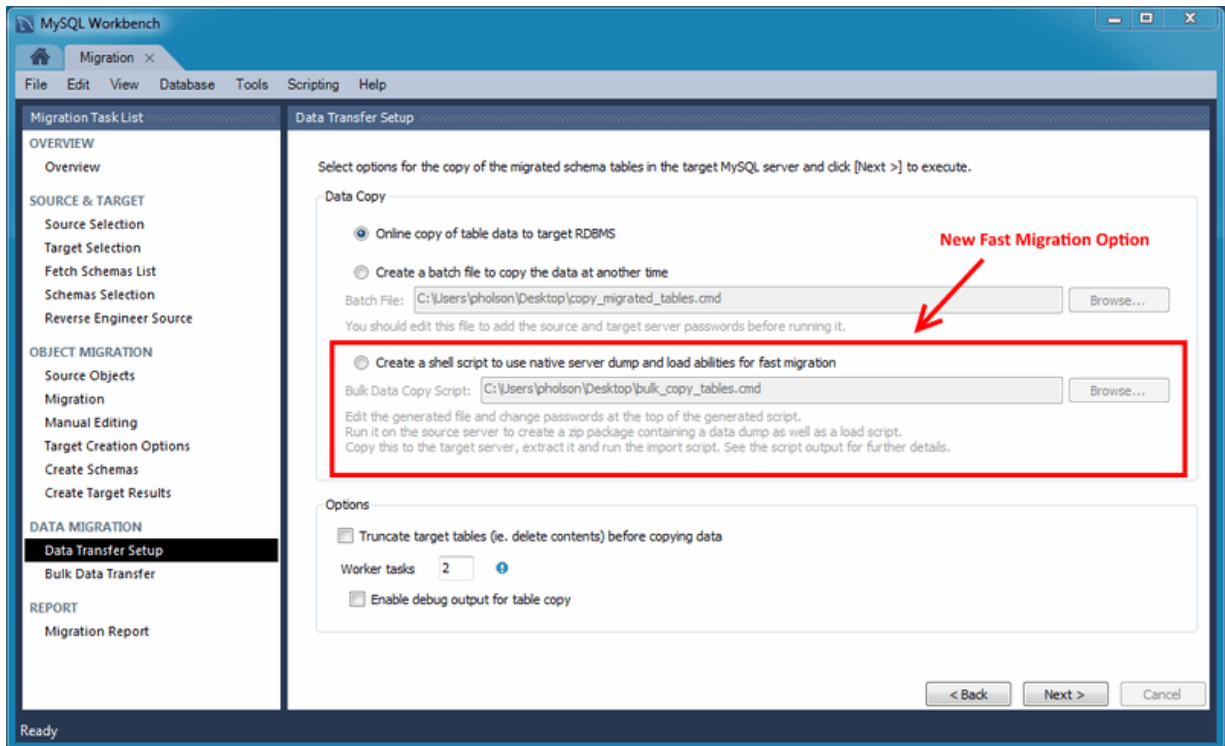 MySQL Workbench
Migration
File Edit View Database Tools Scripting Help
Migration Task List
OVERVIEW
Overview
SOURCE & TARGET
Source Selection
Target Selection
Fetch Schemas List
Schemas Selection
Reverse Engineer Source
OBJECT MIGRATION
Source Objects
Migration
Manual Editing
Target Creation Options
Create Schemas
Create Target Results
DATA MIGRATION
Data Transfer Setup
Bulk Data Transfer
REPORT
Migration Report
Data Transfer Setup
Select options for the copy of the migrated schema tables in the target MySQL server and click [Next >] to execute.
Data Copy
Online copy of table data to target RDBMS
New Fast Migration Option
Create a batch file to copy the data at another time
Batch File: C:\Users\pholson\Desktop\copy_migrated_tables.cmd Browse...
You should edit this file to add the source and target server passwords before running it.
Create a shell script to use native server dump and load abilities for fast migration
Bulk Data Copy Script: C:\Users\pholson\Desktop\bulk_copy_tables.cmd Browse...
Edit the generated file and change passwords at the top of the generated script.
Run it on the source server to create a zip package containing a data dump as well as a load script.
Copy this to the target server, extract it and run the import script. See the script output for further details.
Options
Truncate target tables (ie. delete contents) before copying data
Worker tasks 2
Enable debug output for table copy
< Back Next > Cancel
Ready